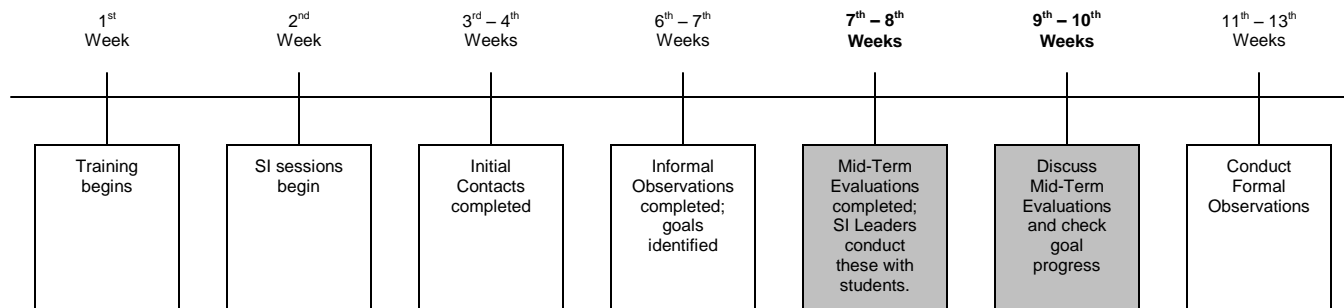 1st
Week
2nd
Week
3rd – 4th
Weeks
6th – 7th
Weeks
7th – 8th
Weeks
9th – 10th
Weeks
11th – 13th
Weeks
Training
begins
SI sessions
begin
Initial
Contacts
completed
Informal
Observations
completed;
goals
identified
Mid-Term
Evaluations
completed;
SI Leaders
conduct
these with
students.
Discuss
Mid-Term
Evaluations
and check
goal
progress
Conduct
Formal
Observations